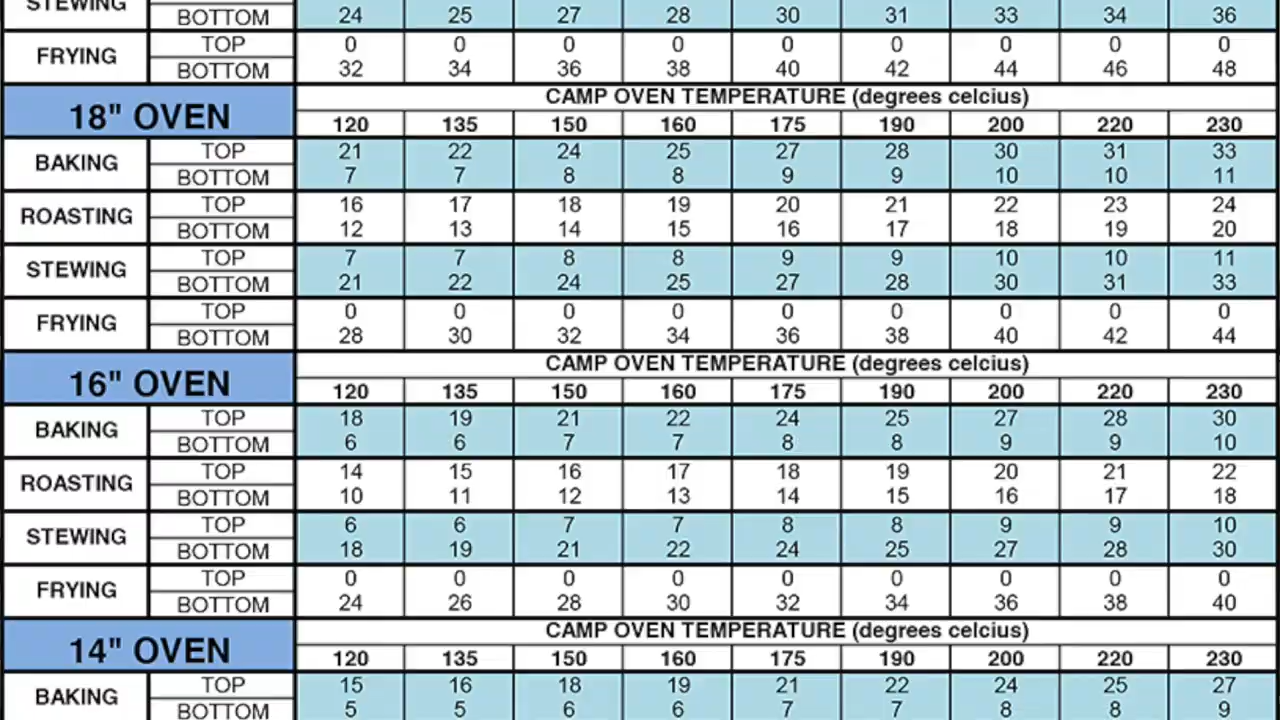 STEWING
BOTTOM 24 25 27 28 30 31 33 34 36
FRYING TOP 0 0 0 0 0 0 0 0 0
BOTTOM 32 34 36 38 40 42 44 46 48
18" OVEN CAMP OVEN TEMPERATURE (degrees celcius)
120 135 150 160 175 190 200 220 230
BAKING TOP 21 22 24 25 27 28 30 31 33
BOTTOM 7 7 8 8 9 9 10 10 11
ROASTING TOP 16 17 18 19 20 21 22 23 24
BOTTOM 12 13 14 15 16 17 18 19 20
STEWING TOP 7 7 8 8 9 9 10 10 11
BOTTOM 21 22 24 25 27 28 30 31 33
FRYING TOP 0 0 0 0 0 0 0 0 0
BOTTOM 28 30 32 34 36 38 40 42 44
16" OVEN CAMP OVEN TEMPERATURE (degrees celcius)
120 135 150 160 175 190 200 220 230
BAKING TOP 18 19 21 22 24 25 27 28 30
BOTTOM 6 6 7 7 8 8 9 9 10
ROASTING TOP 14 15 16 17 18 19 20 21 22
BOTTOM 10 11 12 13 14 15 16 17 18
STEWING TOP 6 6 7 7 8 8 9 9 10
BOTTOM 18 19 21 22 24 25 27 28 30
FRYING TOP 0 0 0 0 0 0 0 0 0
BOTTOM 24 26 28 30 32 34 36 38 40
14" OVEN CAMP OVEN TEMPERATURE (degrees celcius)
120 135 150 160 175 190 200 220 230
BAKING TOP 15 16 18 19 21 22 24 25 27
BOTTOM 5 5 6 6 7 7 8 8 9